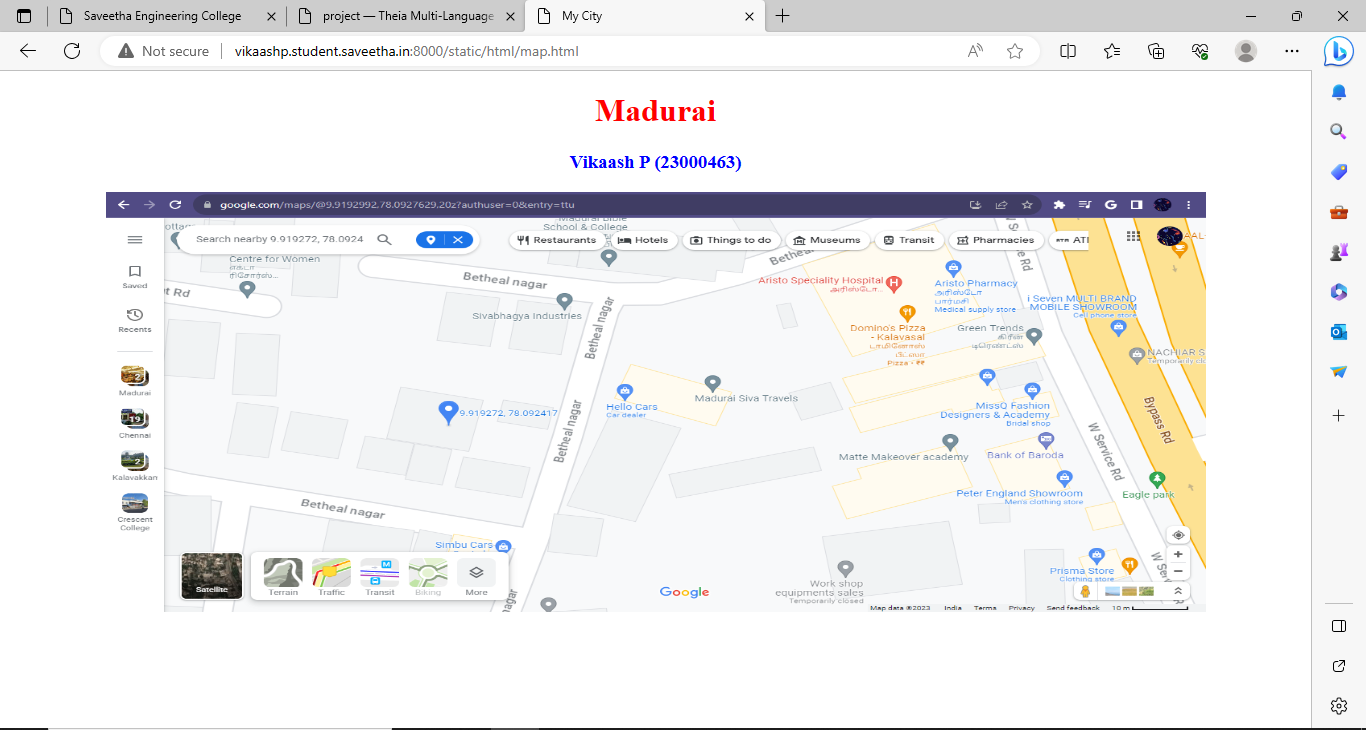 Saveetha Engineering College
project — Theia Multi-Language
My City
Not secure
vikaashp.student.saveetha.in:8000/static/html/map.html
Madurai
Vikaash P (23000463)
google.com/maps/@9.9192992,78.0927629,20z?authuser=0&entry=ttu
Search nearby 9.919272, 78.0924
Restaurants
Hotels
Things to do
Museums
Transit
Pharmacies
Saved
Recents
Madurai
Chennai
Kalavakkan
Crescent
College
School & College
Centre for Women
எக்டா
ரிசோர்ஸ்...
t Rd
Betheal nagar
Sivabhagya Industries
Betheal nagar
Aristo Speciality Hospital
அரிஸ்டோ...
Aristo Pharmacy
அரிஸ்டோ
பார்மசி
Medical supply store
i Seven MULTI BRAND
MOBILE SHOWROOM
Cell phone store
Domino's Pizza
- Kalavasal
டாமினோஸ்
பிட்ஸா
Pizza - ₹₹
Green Trends
கிரீன்
டிரெண்ட்ஸ்
NACHIAR S
Temporarily clo
9.919272, 78.092417
Hello Cars
Car dealer
Madurai Siva Travels
MissQ Fashion
Designers & Academy
Bridal shop
Betheal nagar
Bypass Rd
W Service Rd
Matte Makeover academy
Bank of Baroda
Peter England Showroom
Men's clothing store
Eagle park
Betheal nagar
Simbu Cars
Satellite
Terrain
Traffic
Transit
Biking
More
Google
Work shop
equipments sales
Temporarily closed
Prisma Store
Clothing store
Map data ©2023
India
Terms
Privacy
Send feedback
10 m